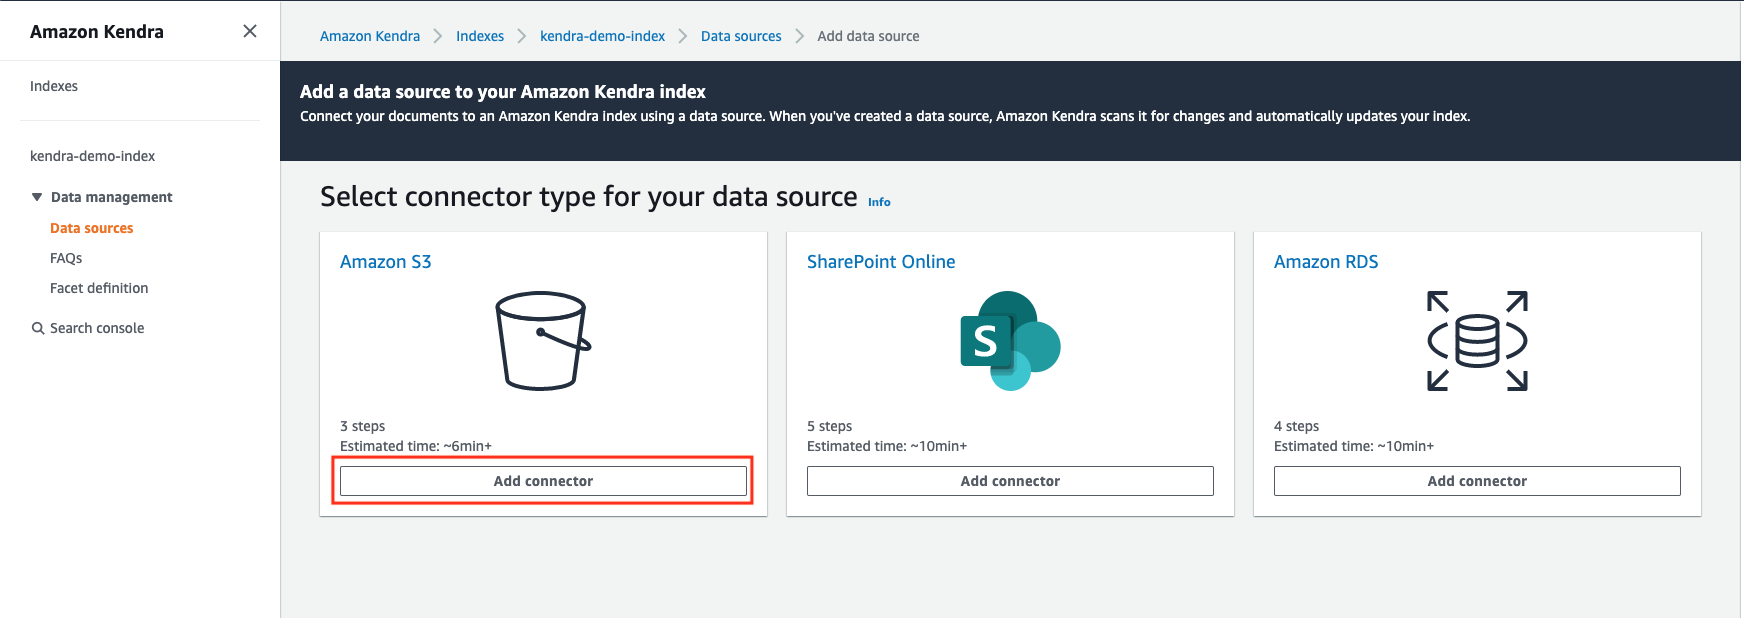 Amazon Kendra
Indexes
kendra-demo-index
Data management
Data sources
FAQs
Facet definition
Search console
Amazon Kendra Indexes kendra-demo-index Data sources Add data source
Add a data source to your Amazon Kendra index
Connect your documents to an Amazon Kendra index using a data source. When you've created a data source, Amazon Kendra scans it for changes and automatically updates your index.
Select connector type for your data source Info
Amazon S3
3 steps
Estimated time: ~6min+
Add connector
SharePoint Online
S
5 steps
Estimated time: ~10min+
Add connector
Amazon RDS
4 steps
Estimated time: ~10min+
Add connector